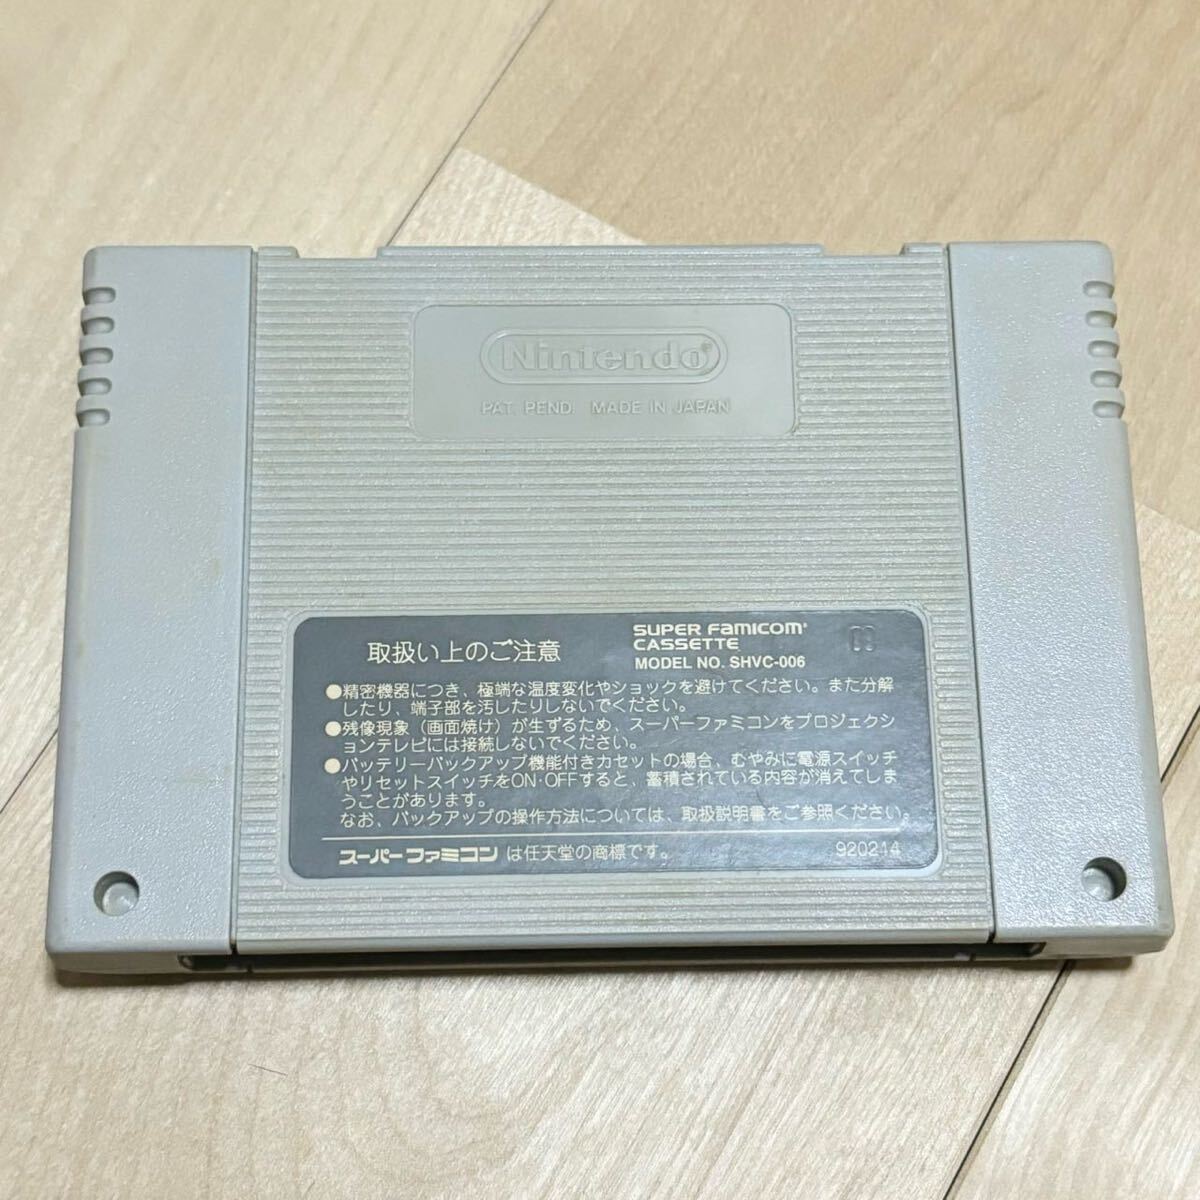 Nintendo®
PAT. PEND. MADE IN JAPAN
取扱い上のご注意
SUPER FAMICOM
CASSETTE
MODEL NO. SHVC-006
●精密機器につき、極端な温度変化やショックを避けてください。また分解
したり、端子部を汚したりしないでください。
●残像現象（画面焼け）が生ずるため、スーパーファミコンをプロジェクシ
ョンテレビには接続しないでください。
●バッテリーバックアップ機能付きカセットの場合、むやみに電源スイッチ
やリセットスイッチをON・OFFすると、蓄積されている内容が消えてしま
うことがあります。
なお、バックアップの操作方法については、取扱説明書をご参照ください。
スーパーファミコンは任天堂の商標です。
920214